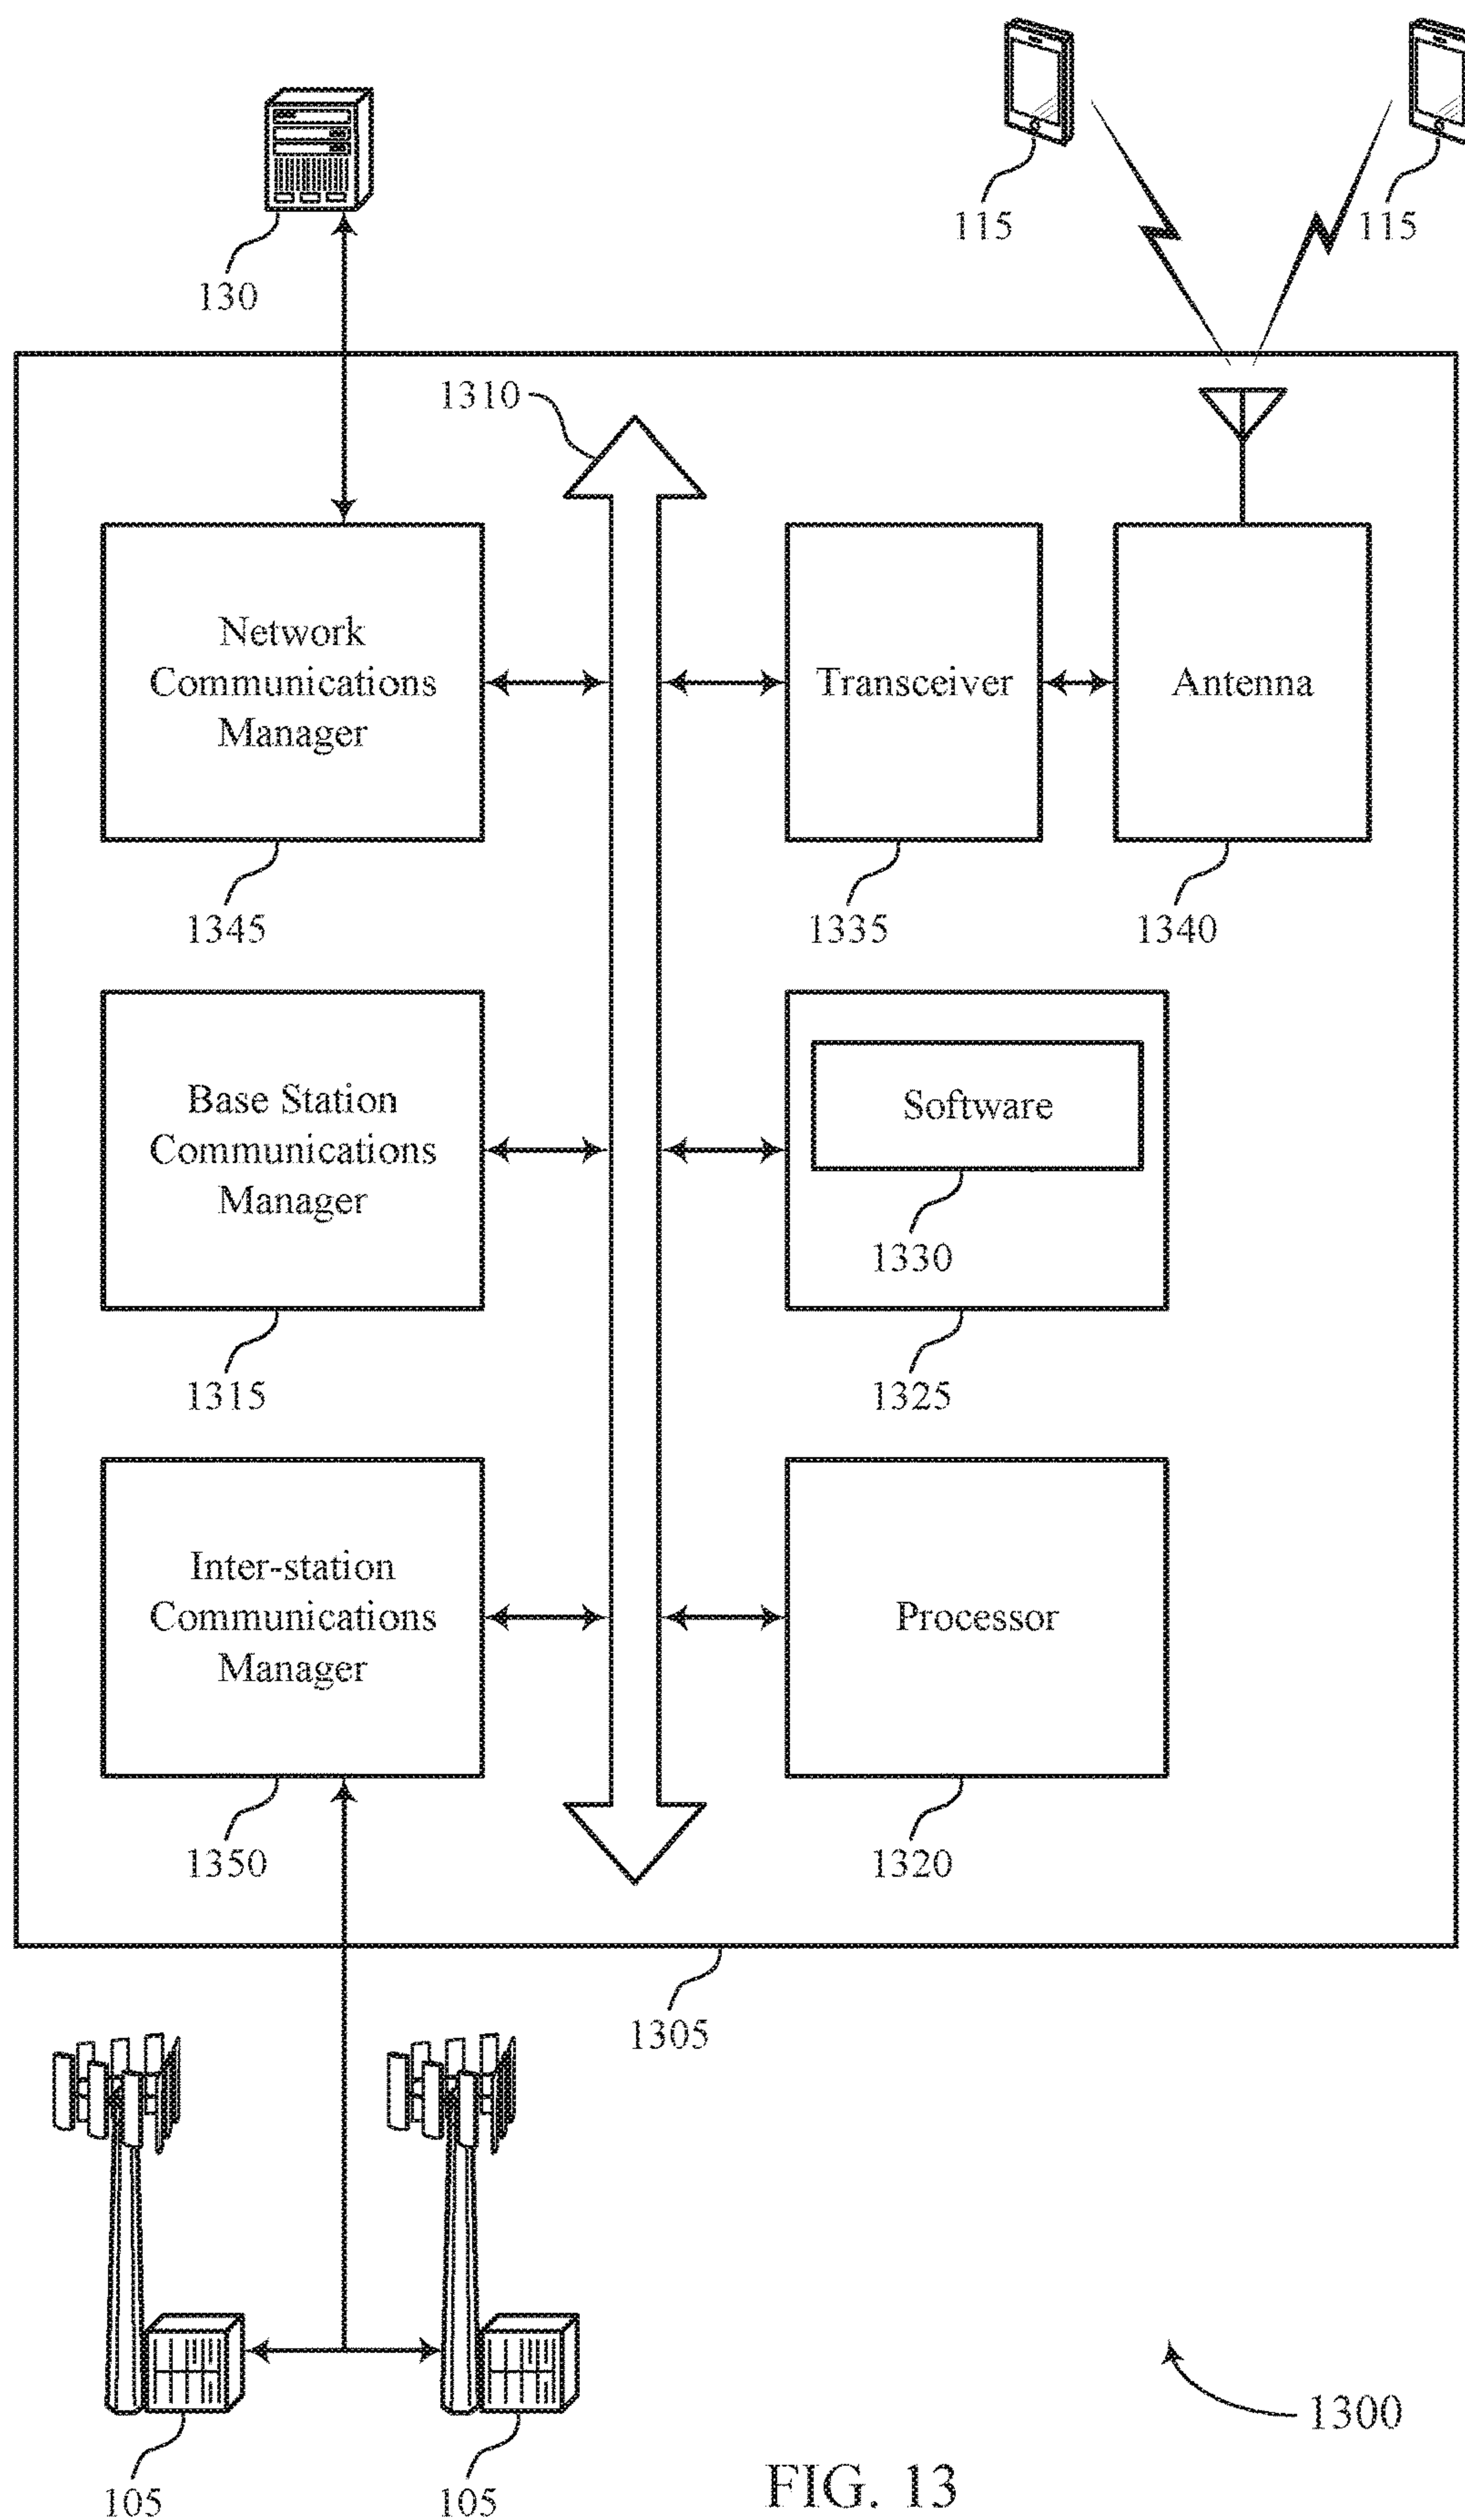 115
115
130
1310
Network
Communications
Manager
Transceiver
Antenna
1345
1335
1340
Base Station
Communications
Manager
Software
1330
1315
1325
Inter-station
Communications
Manager
Processor
1350
1320
1305
1300
105
105
FIG. 13